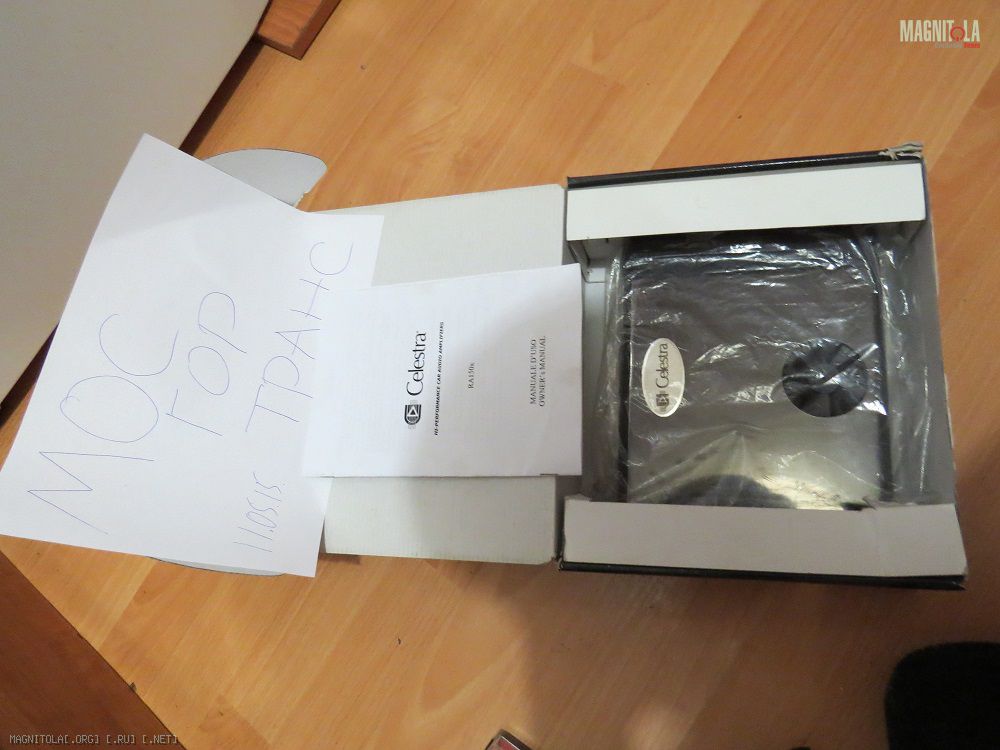 MAGNITOLA
МОС
ГОР
ТРАНС
11.05.15.
Celestra
HI-PERFORMANCE CAR AUDIO AMPLIFIERS
RA150x
MANUALE D'USO
OWNER's MANUAL
Celestra
MAGNITOLA[.ORG] [.RU] [.NET]